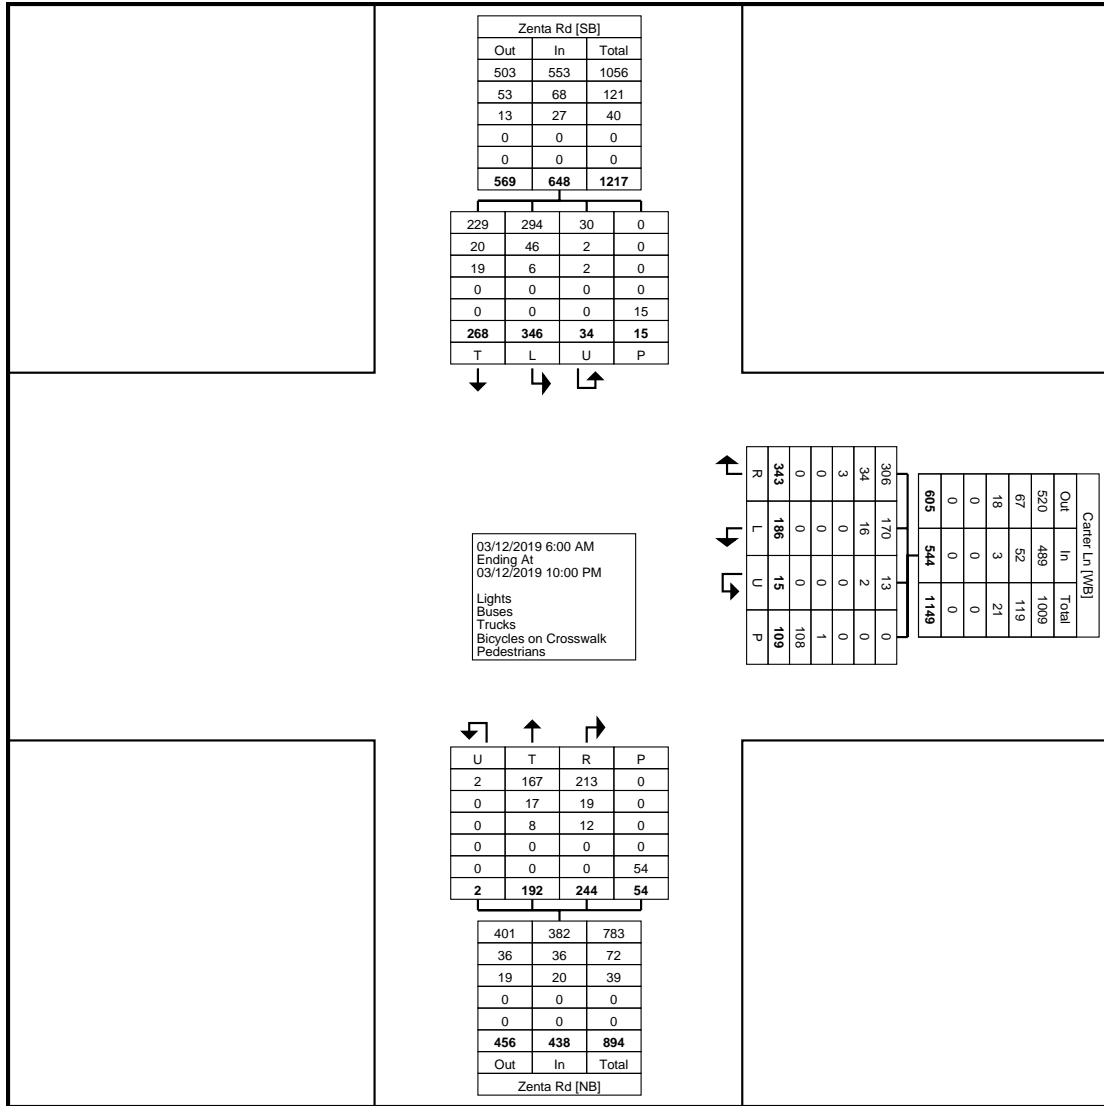 Zenta Rd [SB]
Out In Total
503 553 1056
53 68 121
13 27 40
0 0 0
0 0 0
569 648 1217
229 294 30 0
20 46 2 0
19 6 2 0
0 0 0 0
0 0 0 15
268 346 34 15
T L U P
Carter Ln [WB]
Out In Total
520 489 1009
67 52 119
18 3 21
0 0 0
0 0 0
605 544 1149
306 170 13 0
34 16 2 0
3 0 0 0
0 0 0 1
0 0 0 108
343 186 15 109
R L U P
03/12/2019 6:00 AM
Ending At
03/12/2019 10:00 PM
Lights
Buses
Trucks
Bicycles on Crosswalk
Pedestrians
U T R P
2 167 213 0
0 17 19 0
0 8 12 0
0 0 0 0
0 0 0 54
2 192 244 54
401 382 783
36 36 72
19 20 39
0 0 0
0 0 0
456 438 894
Out In Total
Zenta Rd [NB]